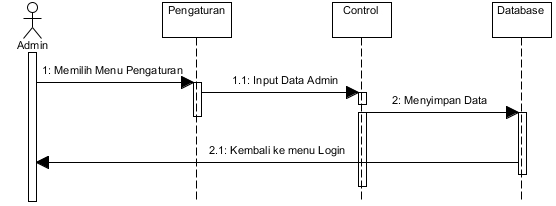 Pengaturan
Control
Database
Admin
1: Memilih Menu Pengaturan
1.1: Input Data Admin
2: Menyimpan Data
2.1: Kembali ke menu Login